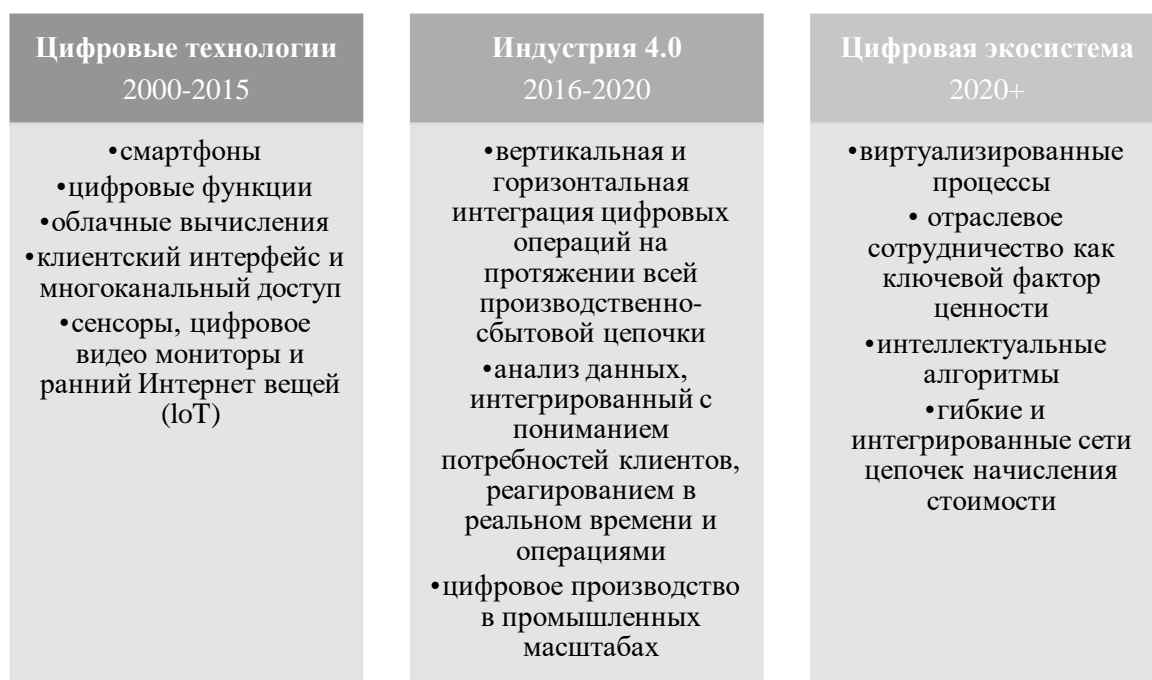 Цифровые технологии
2000-2015
•смартфоны
•цифровые функции
•облачные вычисления
•клиентский интерфейс и
многоканальный доступ
•сенсоры, цифровое
видео мониторы и
ранний Интернет вещей
(loT)
Индустрия 4.0
2016-2020
•вертикальная и
горизонтальная
интеграция цифровых
операций на
протяжении всей
производственно-
сбытовой цепочки
•анализ данных,
интегрированный с
пониманием
потребностей клиентов,
реагированием в
реальном времени и
операциями
•цифровое производство
в промышленных
масштабах
Цифровая экосистема
2020+
•виртуализированные
процессы
• отраслевое
сотрудничество как
ключевой фактор
ценности
•интеллектуальные
алгоритмы
•гибкие и
интегрированные сети
цепочек начисления
стоимости